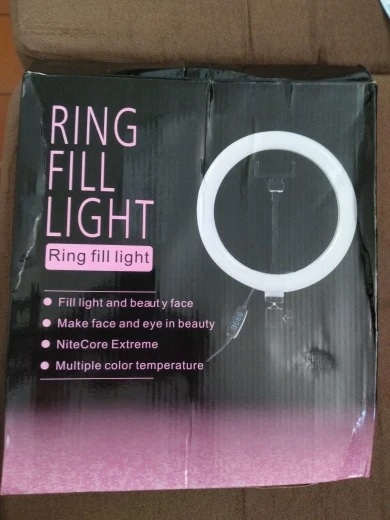 RING
FILL
LIGHT
Ring fill light
Fill light and beauty face
Make face and eye in beauty
NiteCore Extreme
Multiple color temperature